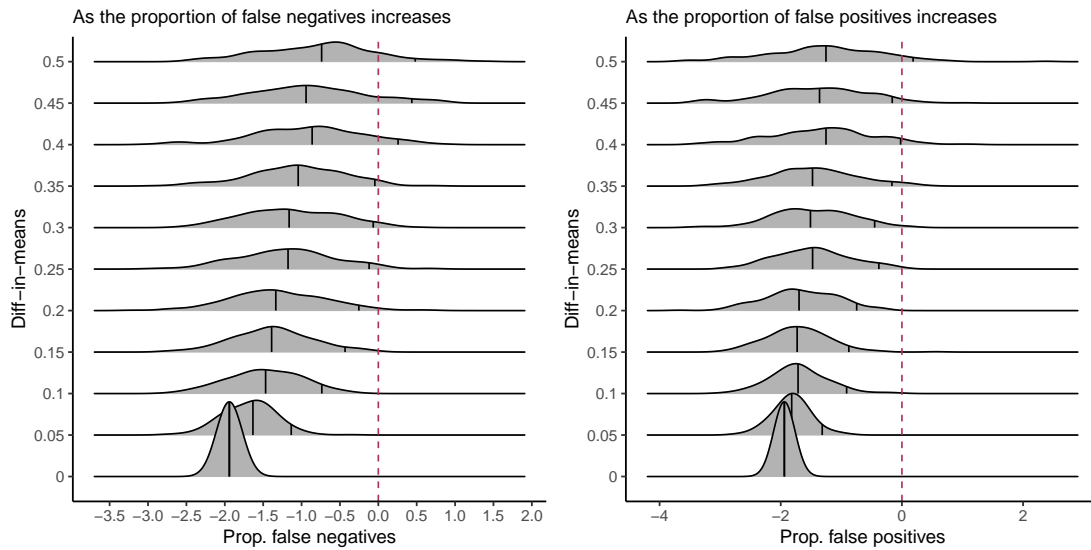 As the proportion of false negatives increases
0.5
0.45
0.4
0.35
0.3
0.25
0.2
0.15
0.1
0.05
0
Diff−in−means
−3.5 −3.0 −2.5 −2.0 −1.5 −1.0 −0.5 0.0 0.5 1.0 1.5 2.0
Prop. false negatives
As the proportion of false positives increases
0.5
0.45
0.4
0.35
0.3
0.25
0.2
0.15
0.1
0.05
0
Diff−in−means
−4 −2 0 2
Prop. false positives